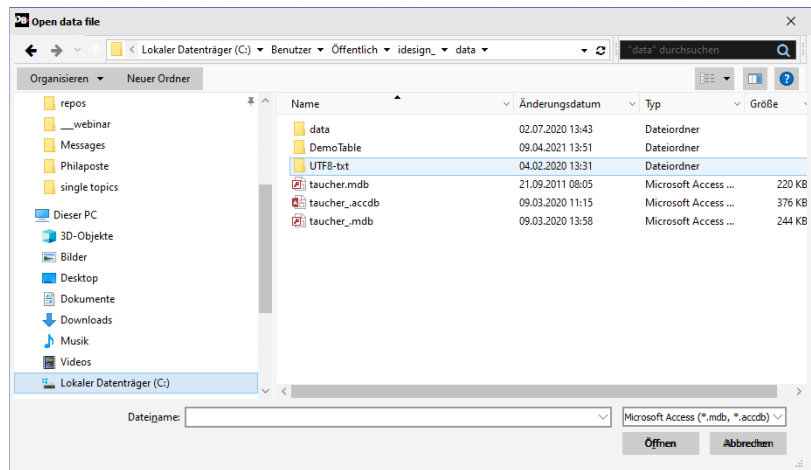 DB Open data file
Lokaler Datenträger (C:) Benutzer Öffentlich idesign_ data "data" durchsuchen
Organisieren Neuer Ordner
repos
__webinar
Messages
Philaposte
single topics
Dieser PC
3D-Objekte
Bilder
Desktop
Dokumente
Downloads
Musik
Videos
Lokaler Datenträger (C:)
Name Änderungsdatum Typ Größe
data 02.07.2020 13:43 Dateiordner
DemoTable 09.04.2021 13:51 Dateiordner
UTF8-txt 04.02.2020 13:31 Dateiordner
taucher.mdb 21.09.2011 08:05 Microsoft Access ... 220 KB
taucher_.accdb 09.03.2020 11:15 Microsoft Access ... 376 KB
taucher_.mdb 09.03.2020 13:58 Microsoft Access ... 244 KB
Dateiname: Microsoft Access (*.mdb, *.accdb)
Öffnen Abbrechen